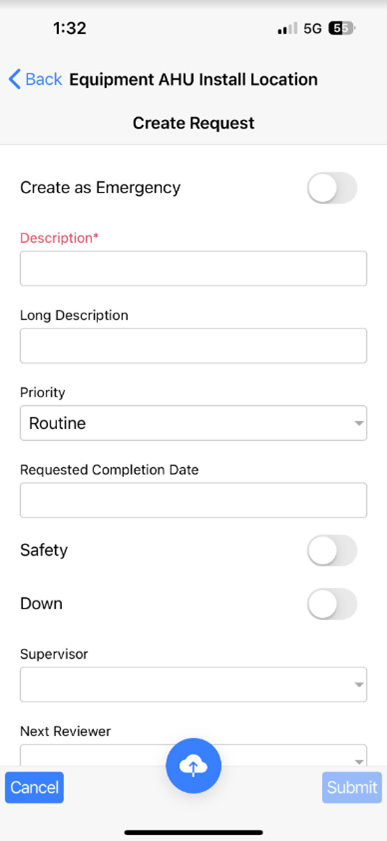 1:32 5G 55
Back Equipment AHU Install Location
Create Request
Create as Emergency
Description*
Long Description
Priority
Routine
Requested Completion Date
Safety
Down
Supervisor
Next Reviewer
Cancel Submit